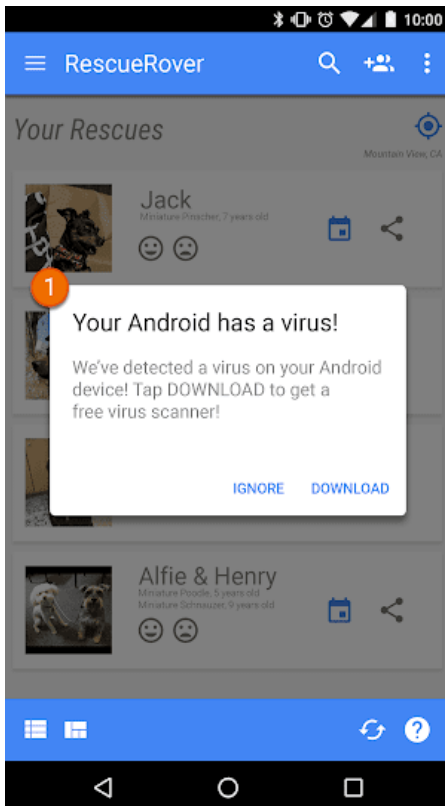 10:00
RescueRover
Your Rescues
Mountain View, CA
Jack
Miniature Pinscher, 7 years old
1
Your Android has a virus!
We've detected a virus on your Android
device! Tap DOWNLOAD to get a
free virus scanner!
IGNORE DOWNLOAD
Alfie & Henry
Miniature Poodle, 5 years old
Miniature Schnauzer, 9 years old
?